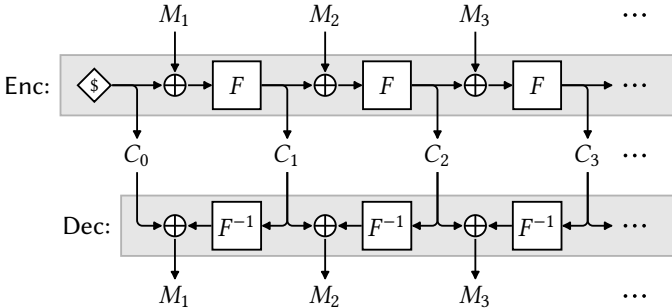 M₁ M₂ M₃ ···
Enc: $ F F F ···
C₀ C₁ C₂ C₃ ···
Dec: F⁻¹ F⁻¹ F⁻¹ ···
M₁ M₂ M₃ ···